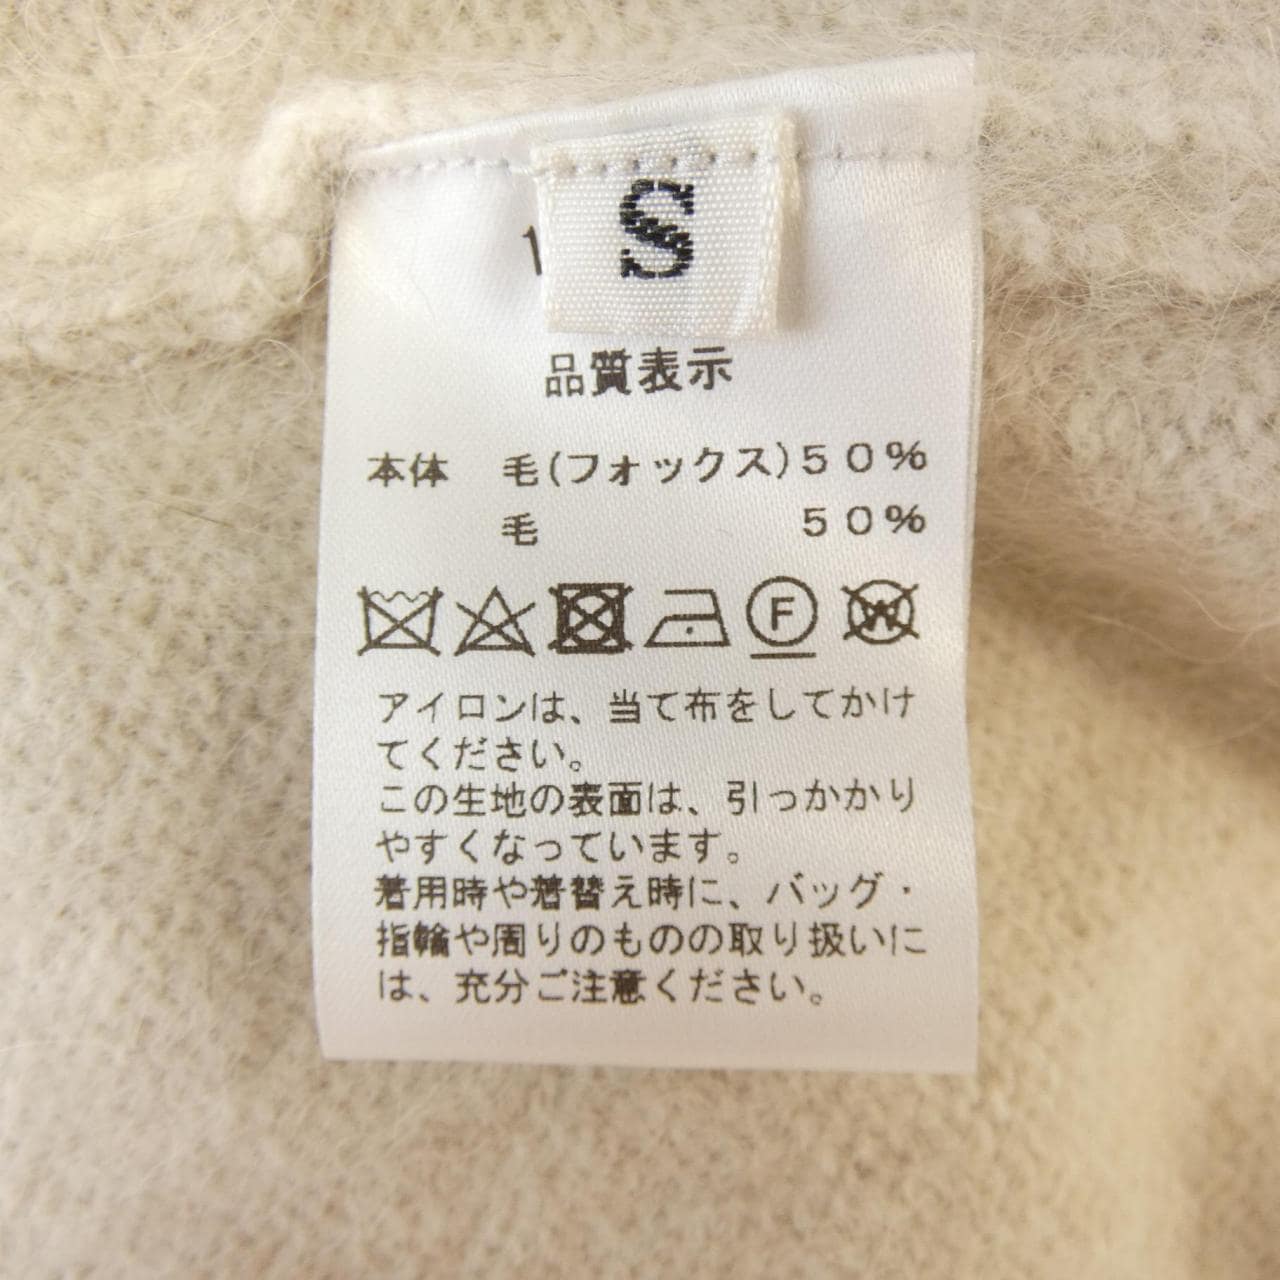 S
1
品質表示
本体 毛(フォックス)50%
毛 50%
F W
アイロンは、当て布をしてかけ
てください。
この生地の表面は、引っかかり
やすくなっています。
着用時や着替え時に、バッグ・
指輪や周りのものの取り扱いに
は、充分ご注意ください。